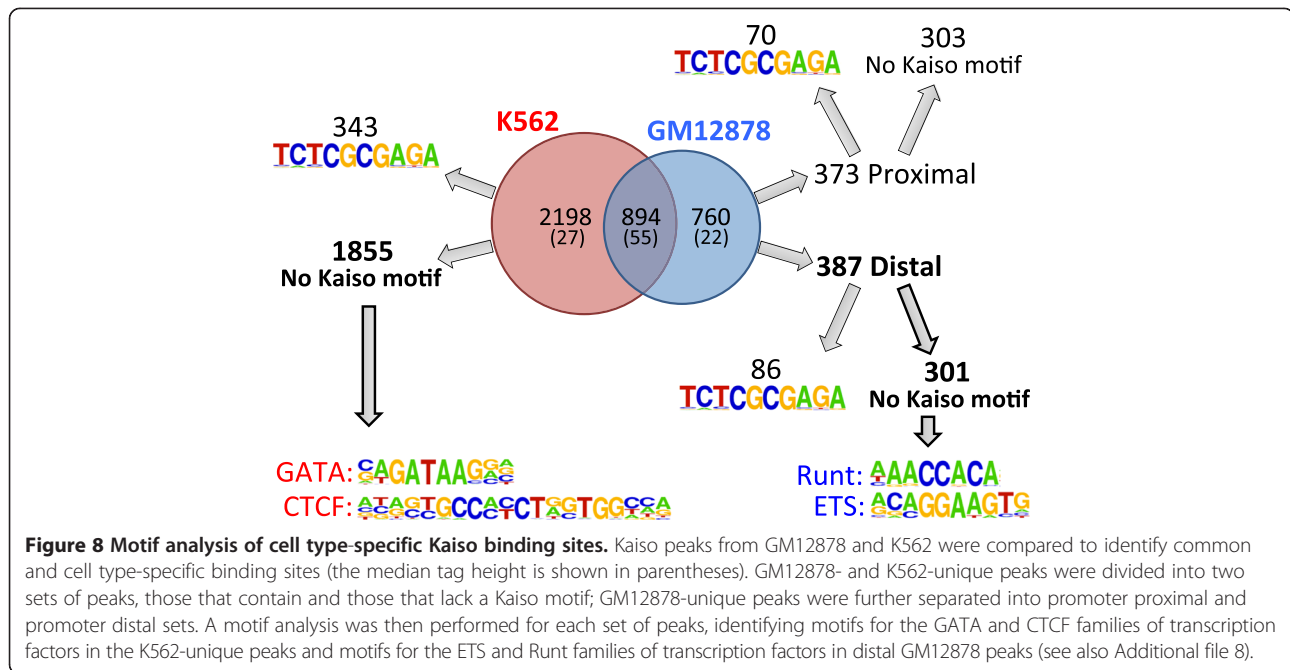 70
TCTCGCGAGA
303
No Kaiso motif
K562
GM12878
343
TCTCGCGAGA
373 Proximal
2198
(27)
894
(55)
760
(22)
1855
No Kaiso motif
387 Distal
86
TCTCGCGAGA
301
No Kaiso motif
GATA:
AGATAAG
CTCF:
Runt:
AAACCACA
ETS:
ACAGGAAGTG
Figure 8 Motif analysis of cell type-specific Kaiso binding sites. Kaiso peaks from GM12878 and K562 were compared to identify common
and cell type-specific binding sites (the median tag height is shown in parentheses). GM12878- and K562-unique peaks were divided into two
sets of peaks, those that contain and those that lack a Kaiso motif; GM12878-unique peaks were further separated into promoter proximal and
promoter distal sets. A motif analysis was then performed for each set of peaks, identifying motifs for the GATA and CTCF families of transcription
factors in the K562-unique peaks and motifs for the ETS and Runt families of transcription factors in distal GM12878 peaks (see also Additional file 8).